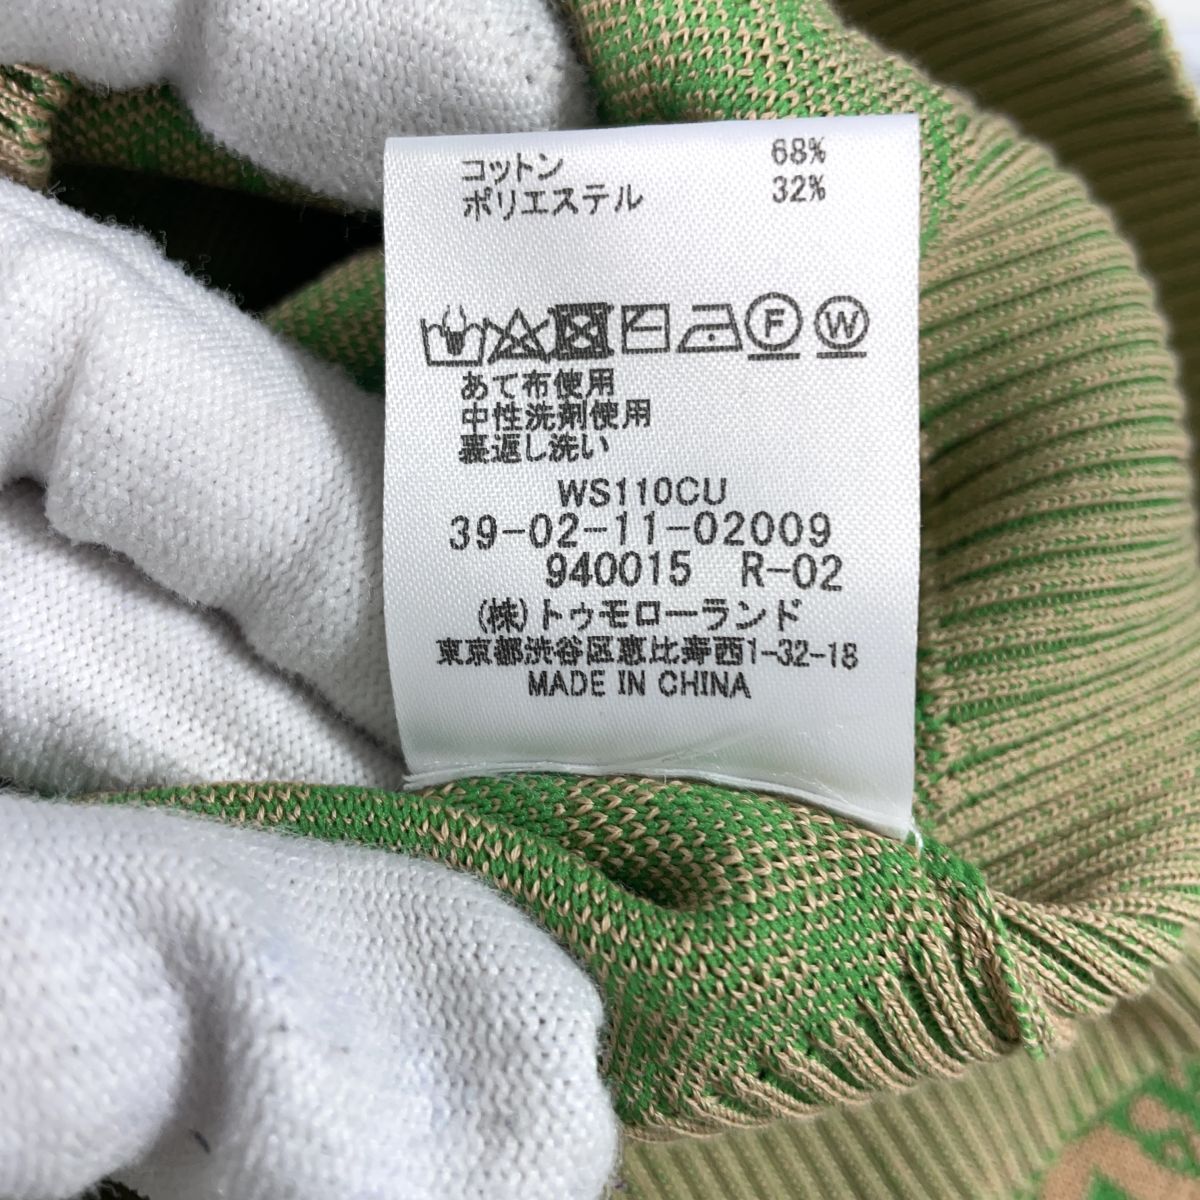 コットン 68%
ポリエステル 32%
F W
あて布使用
中性洗剤使用
裏返し洗い
WS110CU
39-02-11-02009
940015 R-02
(株)トゥモローランド
東京都渋谷区恵比寿西1-32-18
MADE IN CHINA